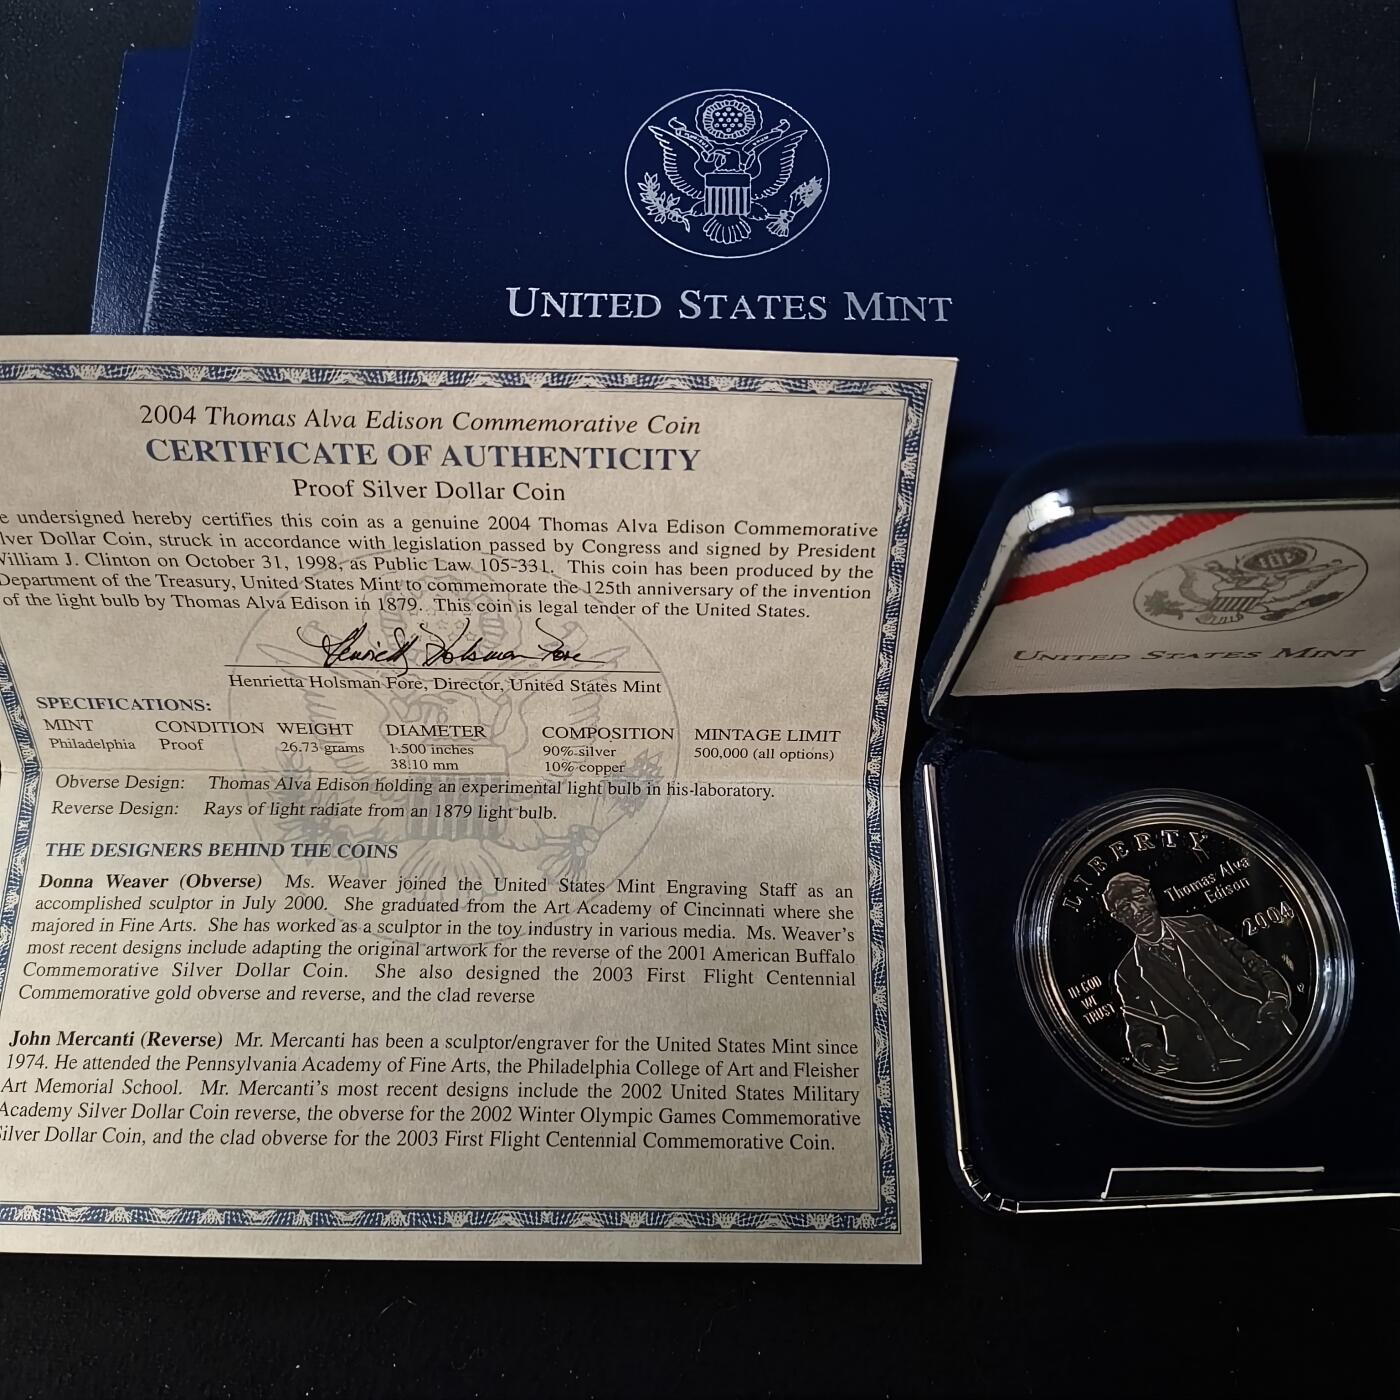 UNITED STATES MINT
2004 Thomas Alva Edison Commemorative Coin
CERTIFICATE OF AUTHENTICITY
Proof Silver Dollar Coin
e undersigned hereby certifies this coin as a genuine 2004 Thomas Alva Edison Commemorative
lver Dollar Coin, struck in accordance with legislation passed by Congress and signed by President
William J. Clinton on October 31, 1998, as Public Law 105-331. This coin has been produced by the
Department of the Treasury, United States Mint to commemorate the 125th anniversary of the invention
of the light bulb by Thomas Alva Edison in 1879. This coin is legal tender of the United States.
Henrietta Holsman Fore
Henrietta Holsman Fore, Director, United States Mint
SPECIFICATIONS:
MINT CONDITION WEIGHT DIAMETER COMPOSITION MINTAGE LIMIT
Philadelphia Proof 26.73 grams 1.500 inches 90% silver 500,000 (all options)
38.10 mm 10% copper
Obverse Design: Thomas Alva Edison holding an experimental light bulb in his laboratory.
Reverse Design: Rays of light radiate from an 1879 light bulb.
THE DESIGNERS BEHIND THE COINS
Donna Weaver (Obverse) Ms. Weaver joined the United States Mint Engraving Staff as an
accomplished sculptor in July 2000. She graduated from the Art Academy of Cincinnati where she
majored in Fine Arts. She has worked as a sculptor in the toy industry in various media. Ms. Weaver's
most recent designs include adapting the original artwork for the reverse of the 2001 American Buffalo
Commemorative Silver Dollar Coin. She also designed the 2003 First Flight Centennial
Commemorative gold obverse and reverse, and the clad reverse
John Mercanti (Reverse) Mr. Mercanti has been a sculptor/engraver for the United States Mint since
1974. He attended the Pennsylvania Academy of Fine Arts, the Philadelphia College of Art and Fleisher
Art Memorial School. Mr. Mercanti's most recent designs include the 2002 United States Military
Academy Silver Dollar Coin reverse, the obverse for the 2002 Winter Olympic Games Commemorative
Silver Dollar Coin, and the clad obverse for the 2003 First Flight Centennial Commemorative Coin.
UNITED STATES MINT
LIBERTY
Thomas Alva
Edison
2004
IN GOD
WE
TRUST